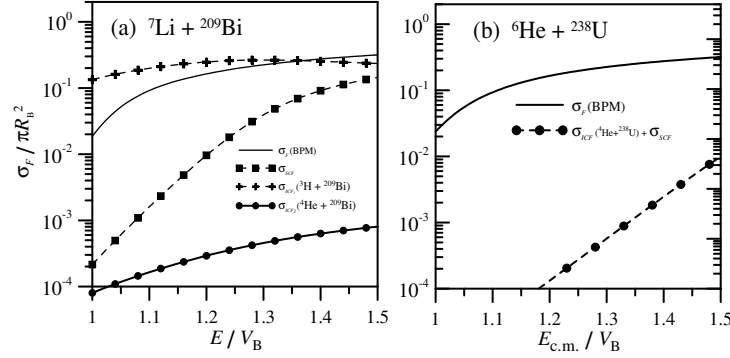 (a) ⁷Li + ²⁰⁹Bi
σ_F / πR_B²
10⁰
10⁻¹
10⁻²
10⁻³
10⁻⁴
σ_F(BPM)
σ_SCF
σ_ICF₁(³H + ²⁰⁹Bi)
σ_ICF₂(⁴He + ²⁰⁹Bi)
1 1.1 1.2 1.3 1.4 1.5
E / V_B
(b) ⁶He + ²³⁸U
10⁰
10⁻¹
10⁻²
10⁻³
10⁻⁴
σ_F(BPM)
σ_ICF(⁴He+²³⁸U) + σ_SCF
1 1.1 1.2 1.3 1.4 1.5
E_c.m. / V_B